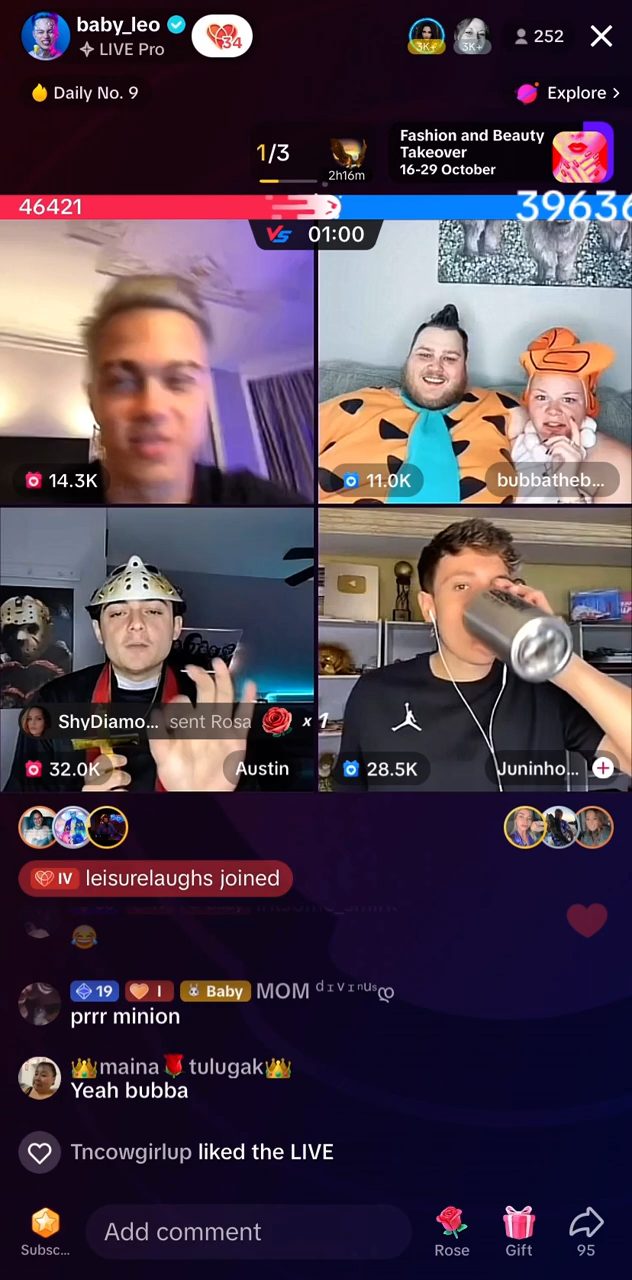 baby_leo
LIVE Pro
34
3K+
3K+
252
Daily No. 9
Explore >
1/3
2h16m
Fashion and Beauty
Takeover
16-29 October
46421
39636
VS 01:00
14.3K
11.0K
bubbatheb...
ShyDiamo... sent Rosa x 1
32.0K
Austin
28.5K
Juninho...
IV leisurelaughs joined
19 I Baby MOM ᵈɪᵛɪⁿᵘˢღ
prrr minion
maina tulugak
Yeah bubba
Tncowgirlup liked the LIVE
Subsc...
Add comment
Rose
Gift
95